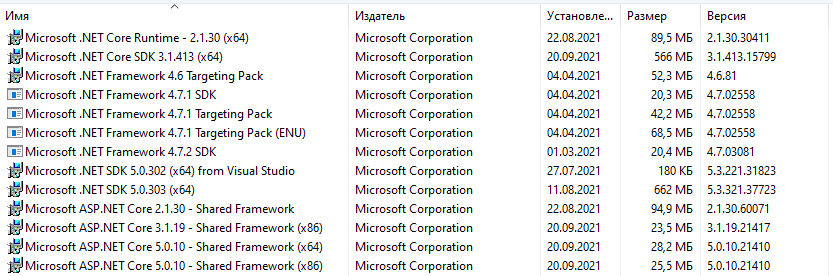 Имя Издатель Установле... Размер Версия
Microsoft .NET Core Runtime - 2.1.30 (x64) Microsoft Corporation 22.08.2021 89,5 МБ 2.1.30.30411
Microsoft .NET Core SDK 3.1.413 (x64) Microsoft Corporation 20.09.2021 566 МБ 3.1.413.15799
Microsoft .NET Framework 4.6 Targeting Pack Microsoft Corporation 04.04.2021 52,3 МБ 4.6.81
Microsoft .NET Framework 4.7.1 SDK Microsoft Corporation 04.04.2021 20,3 МБ 4.7.02558
Microsoft .NET Framework 4.7.1 Targeting Pack Microsoft Corporation 04.04.2021 42,2 МБ 4.7.02558
Microsoft .NET Framework 4.7.1 Targeting Pack (ENU) Microsoft Corporation 04.04.2021 68,5 МБ 4.7.02558
Microsoft .NET Framework 4.7.2 SDK Microsoft Corporation 01.03.2021 20,4 МБ 4.7.03081
Microsoft .NET SDK 5.0.302 (x64) from Visual Studio Microsoft Corporation 27.07.2021 180 КБ 5.3.221.31823
Microsoft .NET SDK 5.0.303 (x64) Microsoft Corporation 11.08.2021 662 МБ 5.3.321.37723
Microsoft ASP.NET Core 2.1.30 - Shared Framework Microsoft Corporation 22.08.2021 94,9 МБ 2.1.30.60071
Microsoft ASP.NET Core 3.1.19 - Shared Framework (x86) Microsoft Corporation 20.09.2021 23,5 МБ 3.1.19.21417
Microsoft ASP.NET Core 5.0.10 - Shared Framework (x64) Microsoft Corporation 20.09.2021 28,2 МБ 5.0.10.21410
Microsoft ASP.NET Core 5.0.10 - Shared Framework (x86) Microsoft Corporation 20.09.2021 25,5 МБ 5.0.10.21410